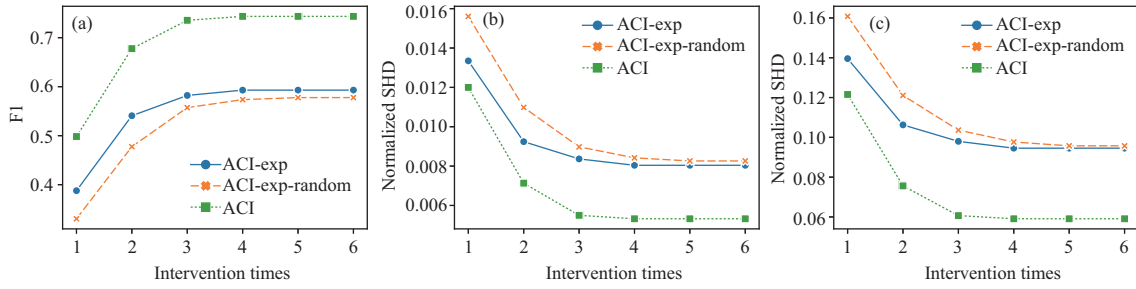 (a)
F1
0.7
0.6
0.5
0.4
ACI-exp
ACI-exp-random
ACI
1 2 3 4 5 6
Intervention times
(b)
Normalized SHD
0.016
0.014
0.012
0.010
0.008
0.006
ACI-exp
ACI-exp-random
ACI
1 2 3 4 5 6
Intervention times
(c)
Normalized SHD
0.16
0.14
0.12
0.10
0.08
0.06
ACI-exp
ACI-exp-random
ACI
1 2 3 4 5 6
Intervention times